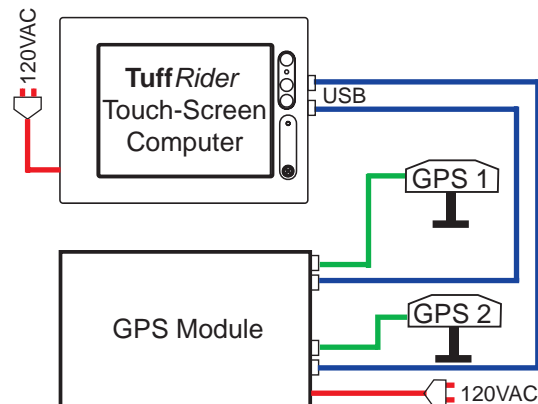 120VAC
TuffRider
Touch-Screen
Computer
USB
GPS 1
GPS Module
GPS 2
120VAC